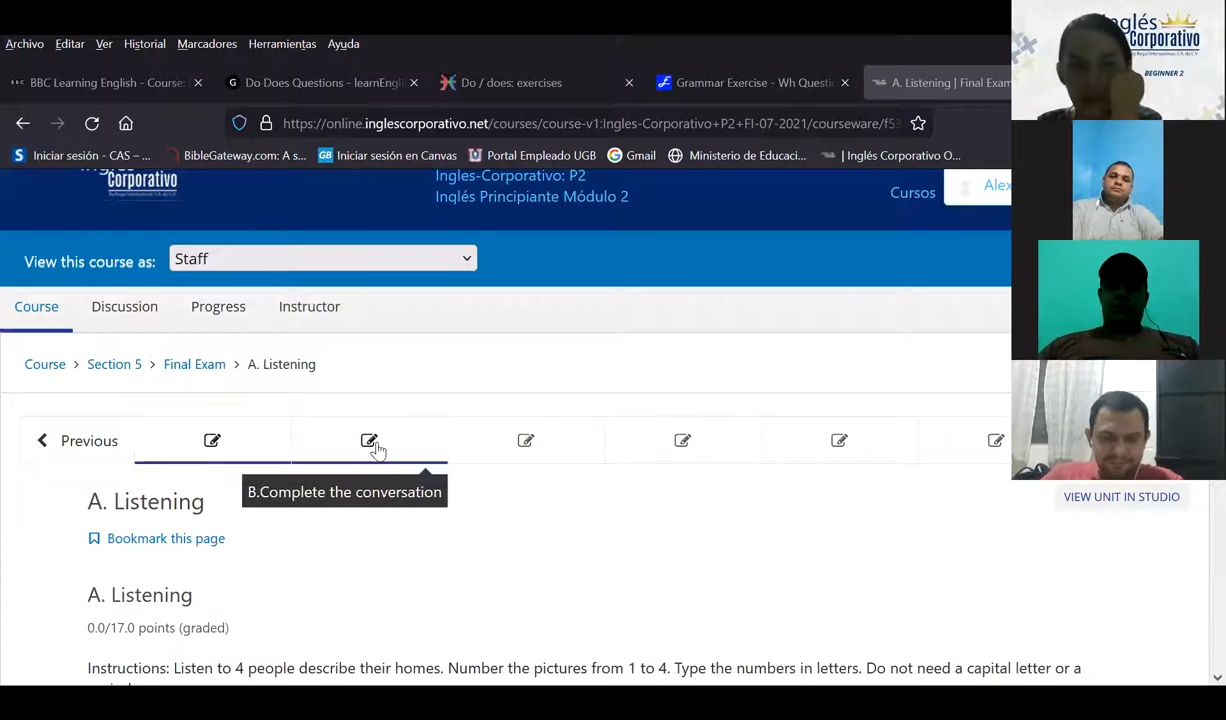 Archivo Editar Ver Historial Marcadores Herramientas Ayuda
BBC BBC Learning English - Course:
Do Does Questions - learnEngli
Do / does: exercises
Grammar Exercise - Wh Questi
A. Listening | Final Exam
https://online.inglescorporativo.net/courses/course-v1:Ingles-Corporativo+P2+FI-07-2021/courseware/f53
Iniciar sesión - CAS – ... BibleGateway.com: A s... GB Iniciar sesión en Canvas Portal Empleado UGB Gmail Ministerio de Educaci... | Inglés Corporativo O...
Corporativo
Ingles-Corporativo: P2
Inglés Principiante Módulo 2
Cursos
Alex
View this course as: Staff
Course Discussion Progress Instructor
Course > Section 5 > Final Exam > A. Listening
Previous
B.Complete the conversation
VIEW UNIT IN STUDIO
A. Listening
Bookmark this page
A. Listening
0.0/17.0 points (graded)
Instructions: Listen to 4 people describe their homes. Number the pictures from 1 to 4. Type the numbers in letters. Do not need a capital letter or a
BEGINNER 2